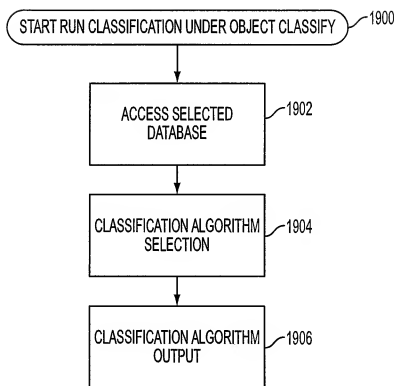 START RUN CLASSIFICATION UNDER OBJECT CLASSIFY
1900
ACCESS SELECTED
DATABASE
1902
CLASSIFICATION ALGORITHM
SELECTION
1904
CLASSIFICATION ALGORITHM
OUTPUT
1906